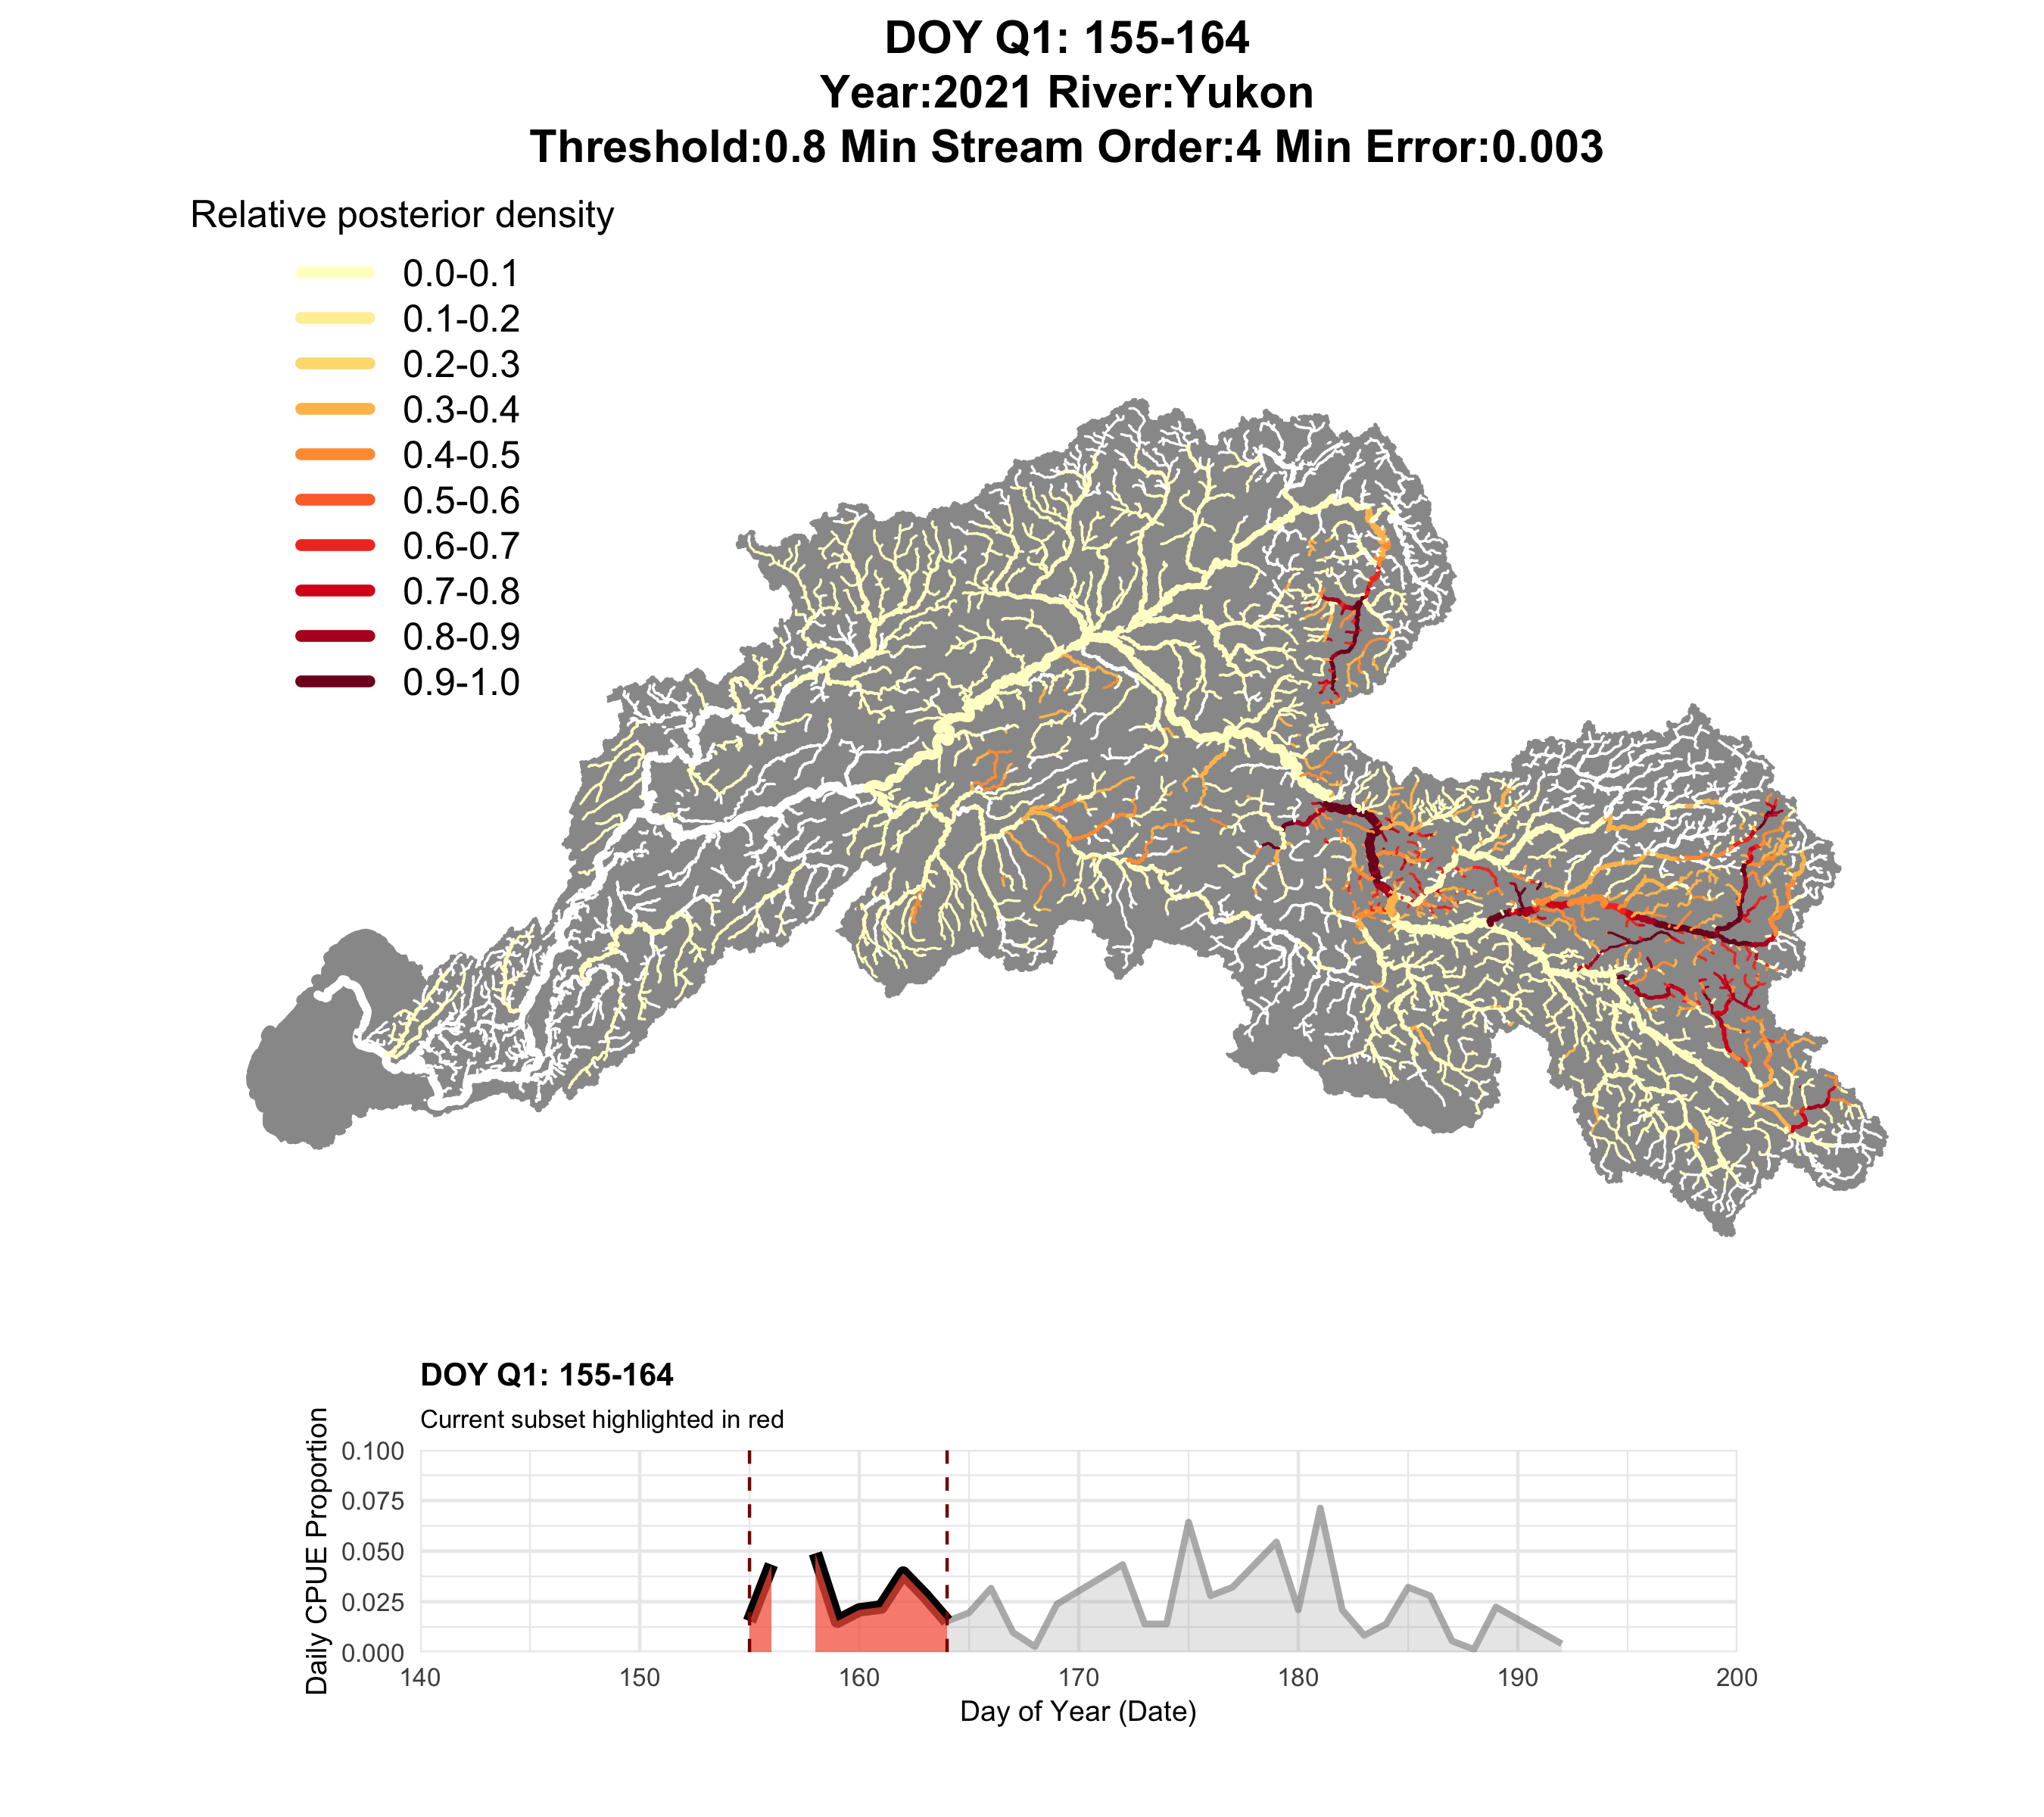 DOY Q1: 155-164
Year:2021 River:Yukon
Threshold:0.8 Min Stream Order:4 Min Error:0.003
Relative posterior density
0.0-0.1
0.1-0.2
0.2-0.3
0.3-0.4
0.4-0.5
0.5-0.6
0.6-0.7
0.7-0.8
0.8-0.9
0.9-1.0
DOY Q1: 155-164
Current subset highlighted in red
Daily CPUE Proportion
0.100
0.075
0.050
0.025
0.000
140 150 160 170 180 190 200
Day of Year (Date)